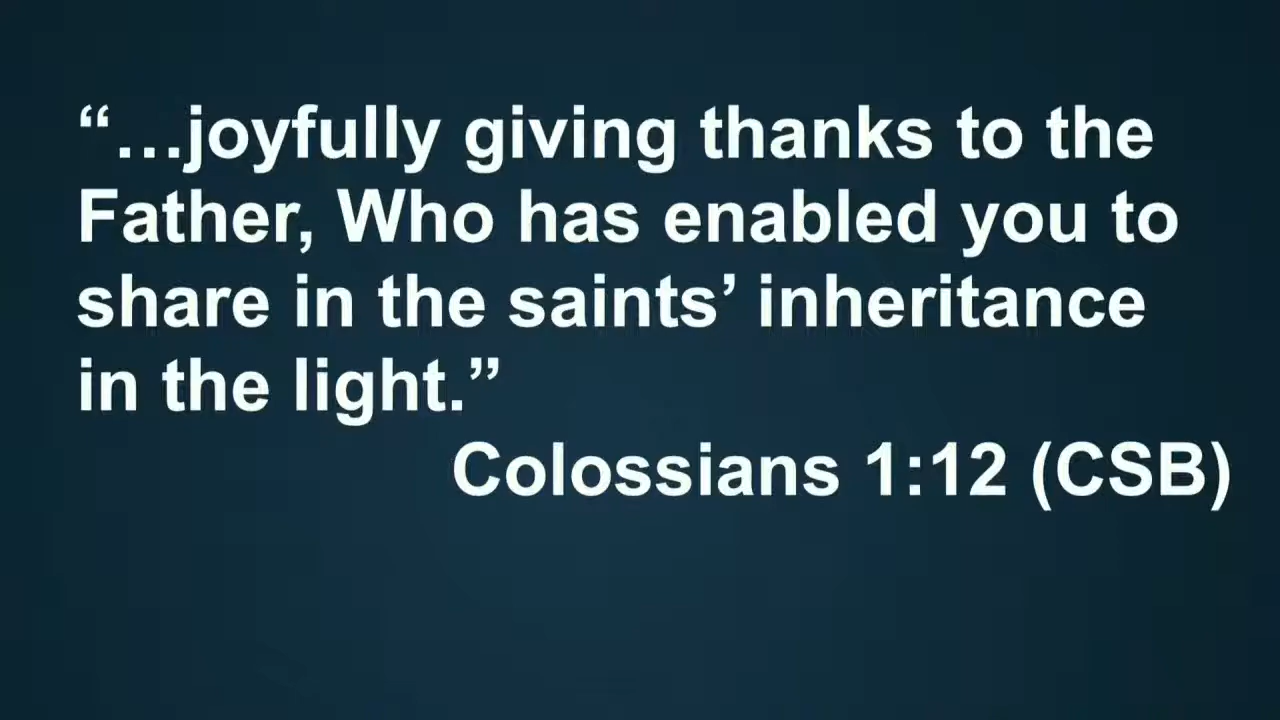 “…joyfully giving thanks to the
Father, Who has enabled you to
share in the saints’ inheritance
in the light.”
Colossians 1:12 (CSB)